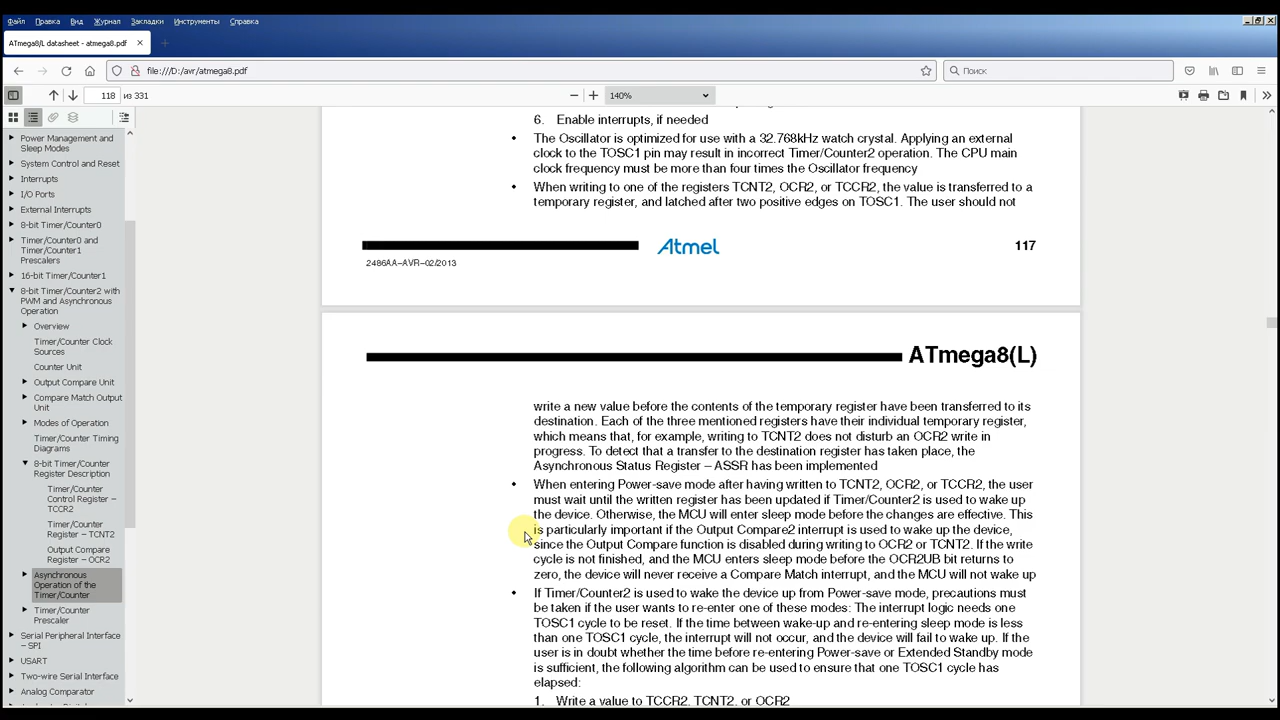 Файл Правка Вид Журнал Закладки Инструменты Справка
ATmega8/L datasheet - atmega8.pdf
file:///D:/avr/atmega8.pdf
Поиск
118 из 331
140%
Power Management and
Sleep Modes
System Control and Reset
Interrupts
I/O Ports
External Interrupts
8-bit Timer/Counter0
Timer/Counter0 and
Timer/Counter1
Prescalers
16-bit Timer/Counter1
8-bit Timer/Counter2 with
PWM and Asynchronous
Operation
Overview
Timer/Counter Clock
Sources
Counter Unit
Output Compare Unit
Compare Match Output
Unit
Modes of Operation
Timer/Counter Timing
Diagrams
8-bit Timer/Counter
Register Description
Timer/Counter
Control Register –
TCCR2
Timer/Counter
Register – TCNT2
Output Compare
Register – OCR2
Asynchronous
Operation of the
Timer/Counter
Timer/Counter
Prescaler
Serial Peripheral Interface
– SPI
USART
Two-wire Serial Interface
Analog Comparator
6. Enable interrupts, if needed
• The Oscillator is optimized for use with a 32.768kHz watch crystal. Applying an external
clock to the TOSC1 pin may result in incorrect Timer/Counter2 operation. The CPU main
clock frequency must be more than four times the Oscillator frequency
• When writing to one of the registers TCNT2, OCR2, or TCCR2, the value is transferred to a
temporary register, and latched after two positive edges on TOSC1. The user should not
Atmel
117
2486AA–AVR–02/2013
ATmega8(L)
write a new value before the contents of the temporary register have been transferred to its
destination. Each of the three mentioned registers have their individual temporary register,
which means that, for example, writing to TCNT2 does not disturb an OCR2 write in
progress. To detect that a transfer to the destination register has taken place, the
Asynchronous Status Register – ASSR has been implemented
• When entering Power-save mode after having written to TCNT2, OCR2, or TCCR2, the user
must wait until the written register has been updated if Timer/Counter2 is used to wake up
the device. Otherwise, the MCU will enter sleep mode before the changes are effective. This
is particularly important if the Output Compare2 interrupt is used to wake up the device,
since the Output Compare function is disabled during writing to OCR2 or TCNT2. If the write
cycle is not finished, and the MCU enters sleep mode before the OCR2UB bit returns to
zero, the device will never receive a Compare Match interrupt, and the MCU will not wake up
• If Timer/Counter2 is used to wake the device up from Power-save mode, precautions must
be taken if the user wants to re-enter one of these modes: The interrupt logic needs one
TOSC1 cycle to be reset. If the time between wake-up and re-entering sleep mode is less
than one TOSC1 cycle, the interrupt will not occur, and the device will fail to wake up. If the
user is in doubt whether the time before re-entering Power-save or Extended Standby mode
is sufficient, the following algorithm can be used to ensure that one TOSC1 cycle has
elapsed:
1. Write a value to TCCR2, TCNT2, or OCR2